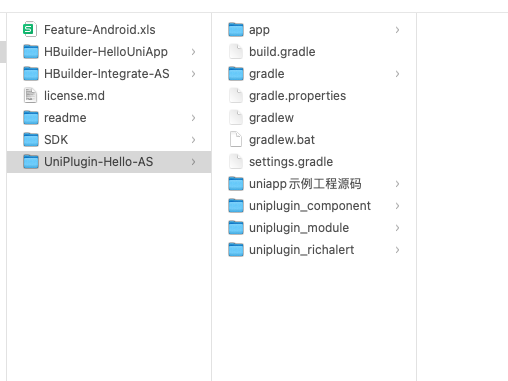 Feature-Android.xls
HBuilder-HelloUniApp
HBuilder-Integrate-AS
license.md
readme
SDK
UniPlugin-Hello-AS
app
build.gradle
gradle
gradle.properties
gradlew
gradlew.bat
settings.gradle
uniapp示例工程源码
uniplugin_component
uniplugin_module
uniplugin_richalert